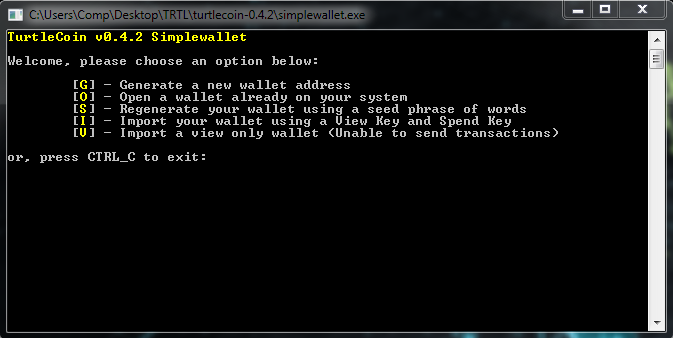 C:\Users\Comp\Desktop\TRTL\turtlecoin-0.4.2\simplewallet.exe
TurtleCoin v0.4.2 Simplewallet
Welcome, please choose an option below:
[G] - Generate a new wallet address
[O] - Open a wallet already on your system
[S] - Regenerate your wallet using a seed phrase of words
[I] - Import your wallet using a View Key and Spend Key
[V] - Import a view only wallet (Unable to send transactions)
or, press CTRL_C to exit: